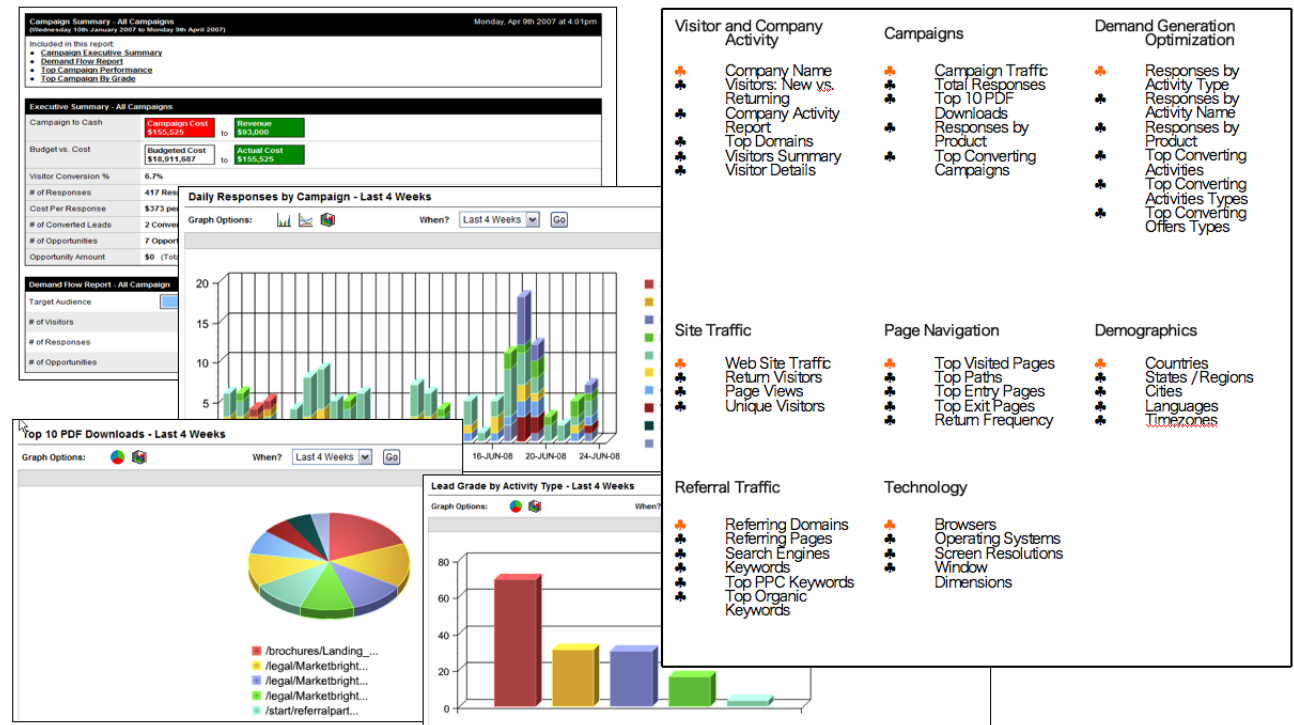 Campaign Summary - All Campaigns
Monday, Apr 9th 2007 at 4:01pm
(Wednesday 10th January 2007 to Monday 9th April 2007)
Included in this report:
Campaign Executive Summary
Demand Flow Report
Top Campaign Performance
Top Campaign By Grade
Executive Summary - All Campaigns
Campaign to Cash
Campaign Cost
$155,525
to
Revenue
$93,000
Budget vs. Cost
Budgeted Cost
$18,911,687
to
Actual Cost
$155,525
Visitor Conversion %
6.7%
# of Responses
417
Cost Per Response
$373
# of Converted Leads
2
# of Opportunities
7
Opportunity Amount
$0
Demand Flow Report - All Campaign
Target Audience
# of Visitors
# of Responses
# of Opportunities
Daily Responses by Campaign - Last 4 Weeks
Graph Options:
When?
Last 4 Weeks
Go
20
15
10
5
16-JUN-08
20-JUN-08
24-JUN-08
Top 10 PDF Downloads - Last 4 Weeks
Graph Options:
When?
Last 4 Weeks
Go
/brochures/Landing_...
/legal/Marketbright...
/legal/Marketbright...
/legal/Marketbright...
/start/referralpart...
Lead Grade by Activity Type - Last 4 Weeks
Graph Options:
When?
80
60
40
20
0
Visitor and Company
Activity
Company Name
Visitors: New vs.
Returning
Company Activity
Report
Top Domains
Visitors Summary
Visitor Details
Campaigns
Campaign Traffic
Total Responses
Top 10 PDF
Downloads
Responses by
Product
Top Converting
Campaigns
Demand Generation
Optimization
Responses by
Activity Type
Responses by
Activity Name
Responses by
Product
Top Converting
Activities
Top Converting
Activities Types
Top Converting
Offers Types
Site Traffic
Web Site Traffic
Return Visitors
Page Views
Unique Visitors
Page Navigation
Top Visited Pages
Top Paths
Top Entry Pages
Top Exit Pages
Return Frequency
Demographics
Countries
States / Regions
Cities
Languages
Timezones
Referral Traffic
Referring Domains
Referring Pages
Search Engines
Keywords
Top PPC Keywords
Top Organic
Keywords
Technology
Browsers
Operating Systems
Screen Resolutions
Window
Dimensions